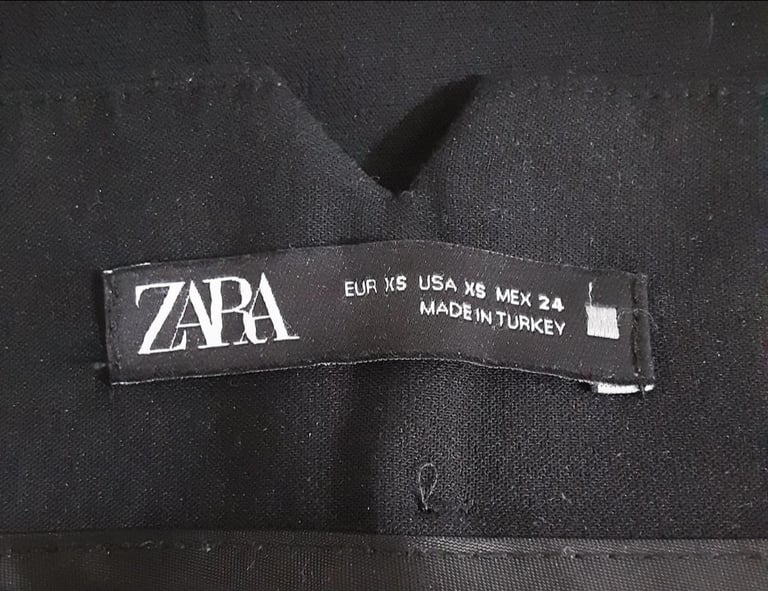 ZARA
EUR XS USA XS MEX 24
MADE IN TURKEY